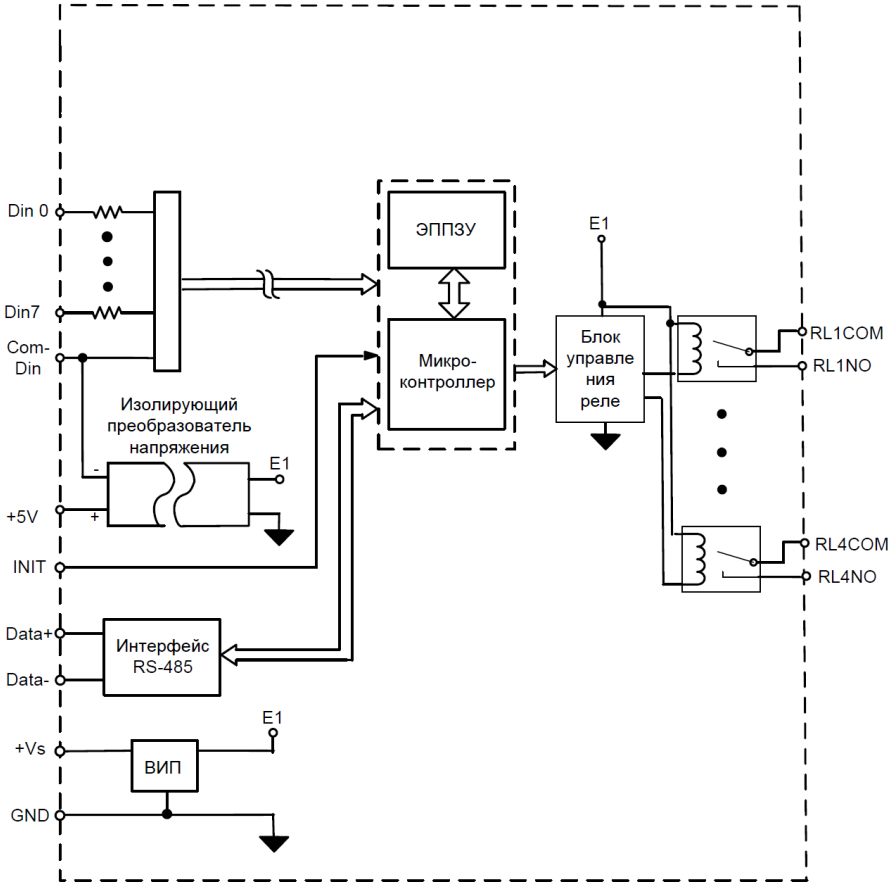 Din 0
Din7
Com-
Din
Изолирующий
преобразователь
напряжения
-
+
E1
+5V
INIT
Data+
Data-
Интерфейс
RS-485
+Vs
GND
ВИП
E1
ЭППЗУ
Микро-
контроллер
E1
Блок
управле
ния
реле
RL1COM
RL1NO
RL4COM
RL4NO